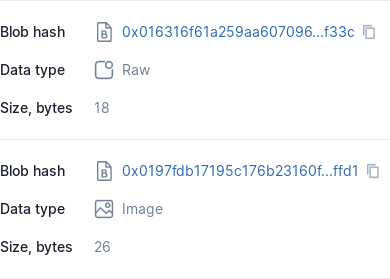 Blob hash 0x016316f61a259aa607096...f33c
Data type Raw
Size, bytes 18
Blob hash 0x0197fdb17195c176b23160f...ffd1
Data type Image
Size, bytes 26